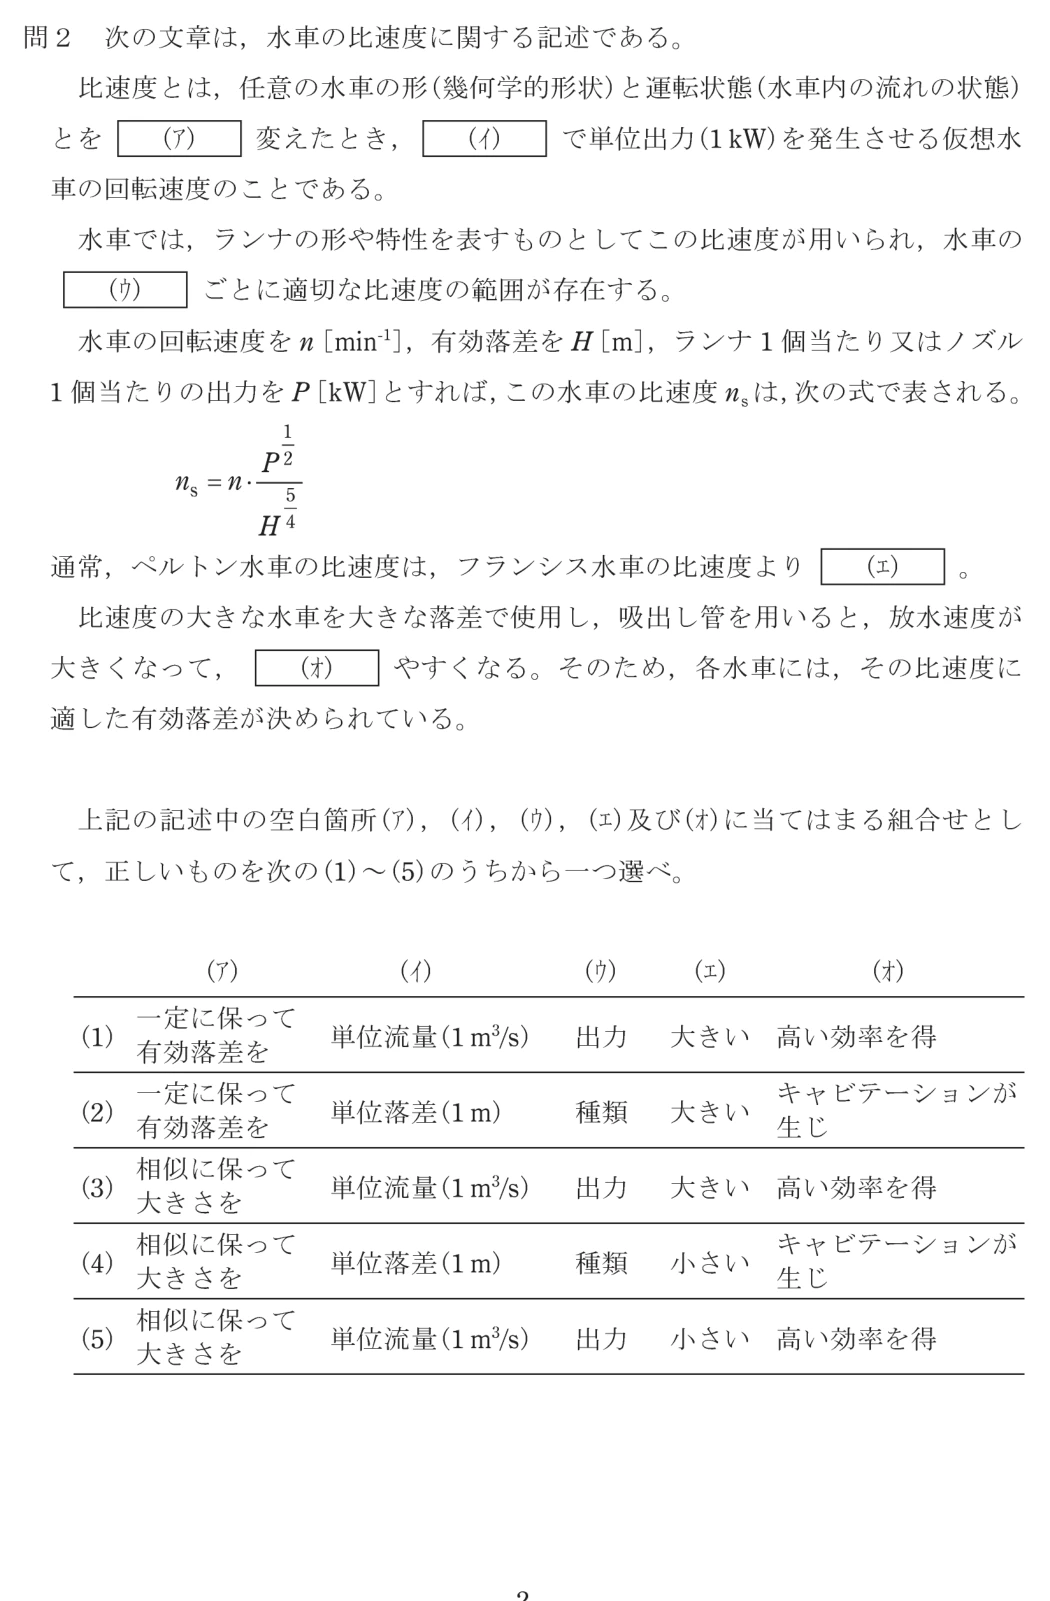 問２　次の文章は，水車の比速度に関する記述である。
比速度とは，任意の水車の形(幾何学的形状)と運転状態(水車内の流れの状態)
とを (ア) 変えたとき， (イ) で単位出力(1 kW)を発生させる仮想水
車の回転速度のことである。
水車では，ランナの形や特性を表すものとしてこの比速度が用いられ，水車の
(ウ) ごとに適切な比速度の範囲が存在する。
水車の回転速度を n [min⁻¹]，有効落差を H [m]，ランナ 1 個当たり又はノズル
1 個当たりの出力を P [kW]とすれば，この水車の比速度 nₛ は，次の式で表される。
nₛ = n · P^(1/2) / H^(5/4)
通常，ペルトン水車の比速度は，フランシス水車の比速度より (エ) 。
比速度の大きな水車を大きな落差で使用し，吸出し管を用いると，放水速度が
大きくなって， (オ) やすくなる。そのため，各水車には，その比速度に
適した有効落差が決められている。
上記の記述中の空白箇所(ア)，(イ)，(ウ)，(エ)及び(オ)に当てはまる組合せとし
て，正しいものを次の(1)～(5)のうちから一つ選べ。
(ア) (イ) (ウ) (エ) (オ)
(1) 一定に保って有効落差を 単位流量(1 m³/s) 出力 大きい 高い効率を得
(2) 一定に保って有効落差を 単位落差(1 m) 種類 大きい キャビテーションが生じ
(3) 相似に保って大きさを 単位流量(1 m³/s) 出力 大きい 高い効率を得
(4) 相似に保って大きさを 単位落差(1 m) 種類 小さい キャビテーションが生じ
(5) 相似に保って大きさを 単位流量(1 m³/s) 出力 小さい 高い効率を得